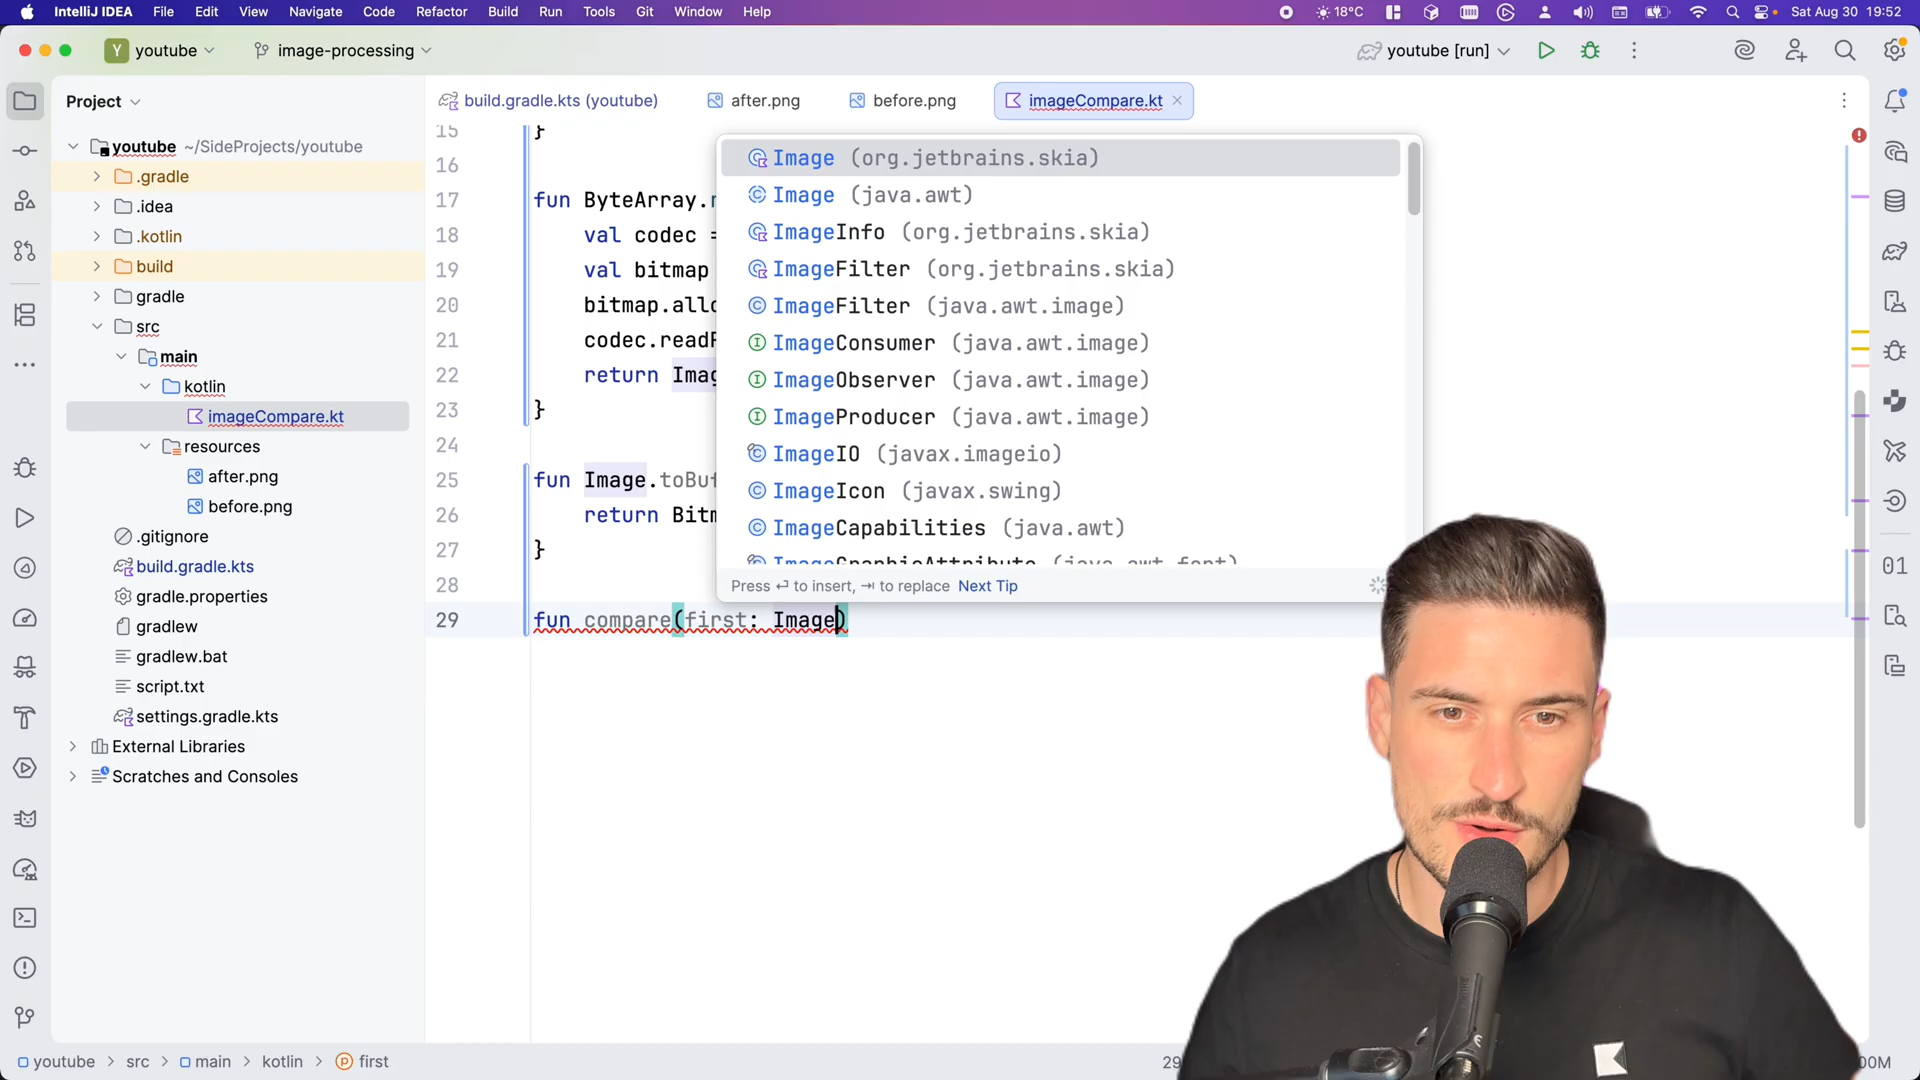 IntelliJ IDEA File Edit View Navigate Code Refactor Build Run Tools Git Window Help 18°C Sat Aug 30 19:52
Y youtube image-processing youtube [run]
Project
build.gradle.kts (youtube) after.png before.png imageCompare.kt
youtube ~/SideProjects/youtube
.gradle
.idea
.kotlin
build
gradle
src
main
kotlin
imageCompare.kt
resources
after.png
before.png
.gitignore
build.gradle.kts
gradle.properties
gradlew
gradlew.bat
script.txt
settings.gradle.kts
External Libraries
Scratches and Consoles
15 }
16
17 fun ByteArray.
18 val codec =
19 val bitmap
20 bitmap.allo
21 codec.readP
22 return Imag
23 }
24
25 fun Image.toBuf
26 return Bitm
27 }
28
29 fun compare(first: Image)
Image (org.jetbrains.skia)
Image (java.awt)
ImageInfo (org.jetbrains.skia)
ImageFilter (org.jetbrains.skia)
ImageFilter (java.awt.image)
ImageConsumer (java.awt.image)
ImageObserver (java.awt.image)
ImageProducer (java.awt.image)
ImageIO (javax.imageio)
ImageIcon (javax.swing)
ImageCapabilities (java.awt)
ImageGraphicAttribute (java.awt.font)
Press ↵ to insert, ⇥ to replace Next Tip
01
youtube > src > main > kotlin > first
29